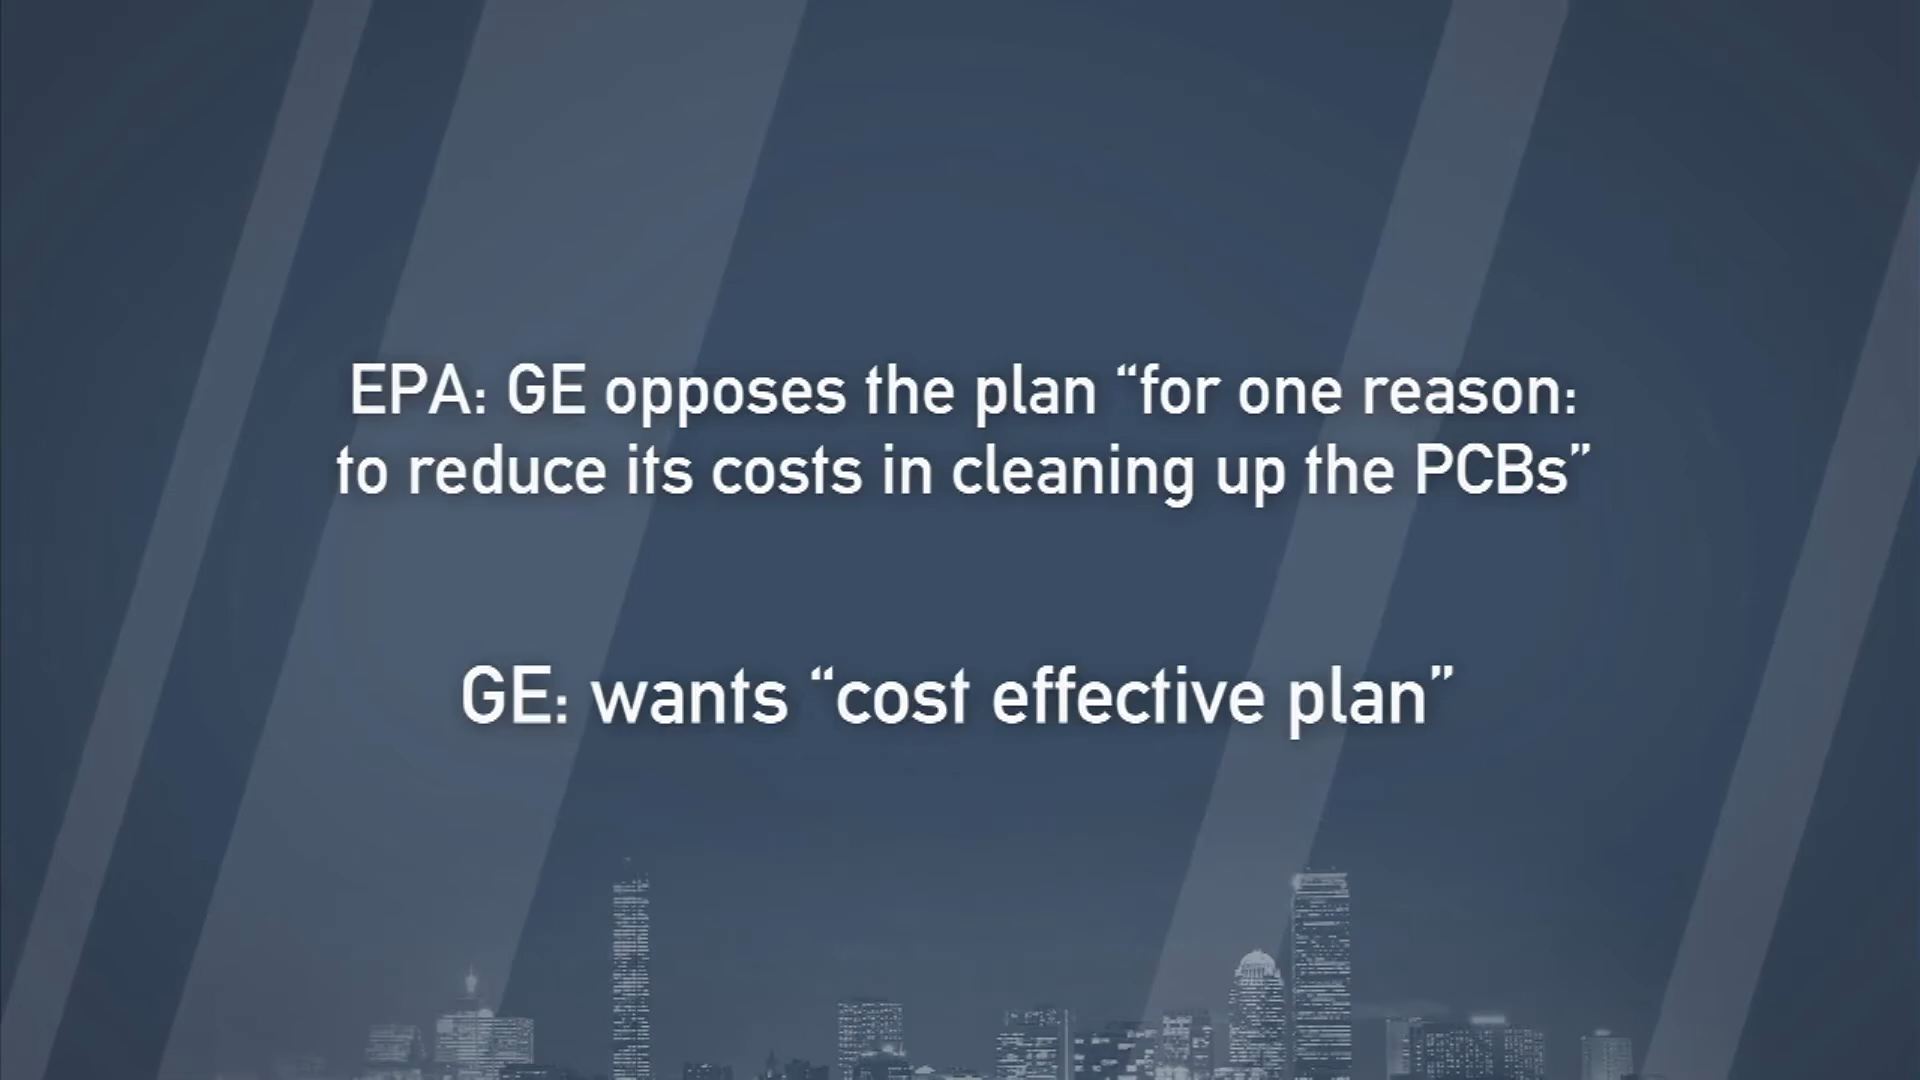 EPA: GE opposes the plan “for one reason:
to reduce its costs in cleaning up the PCBs”
GE: wants “cost effective plan”